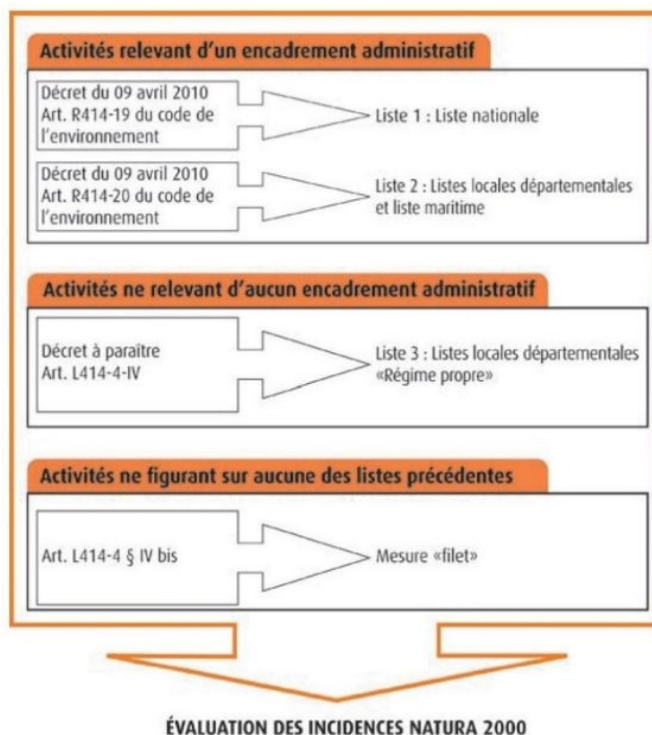 Activités relevant d'un encadrement administratif
Décret du 09 avril 2010
Art. R414-19 du code de
l'environnement
Liste 1 : Liste nationale
Décret du 09 avril 2010
Art. R414-20 du code de
l'environnement
Liste 2 : Listes locales départementales
et liste maritime
Activités ne relevant d'aucun encadrement administratif
Décret à paraître
Art. L414-4-IV
Liste 3 : Listes locales départementales
«Régime propre»
Activités ne figurant sur aucune des listes précédentes
Art. L414-4 § IV bis
Mesure «filet»
ÉVALUATION DES INCIDENCES NATURA 2000